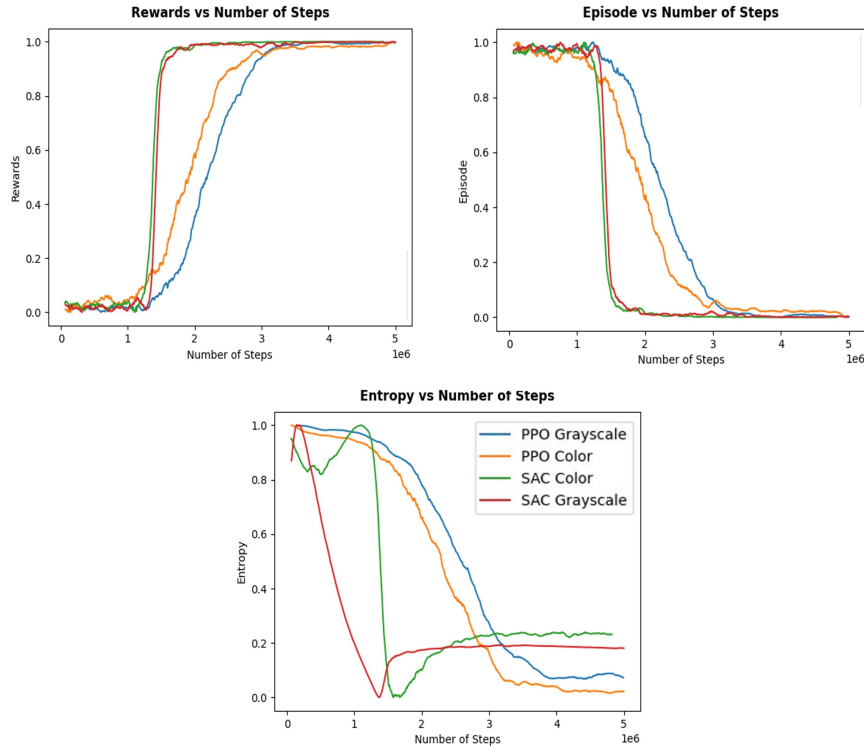 Rewards vs Number of Steps
1.0
0.8
0.6
0.4
0.2
0.0
Rewards
0 1 2 3 4 5
1e6
Number of Steps
Episode vs Number of Steps
1.0
0.8
0.6
0.4
0.2
0.0
Episode
0 1 2 3 4 5
1e6
Number of Steps
Entropy vs Number of Steps
1.0
0.8
0.6
0.4
0.2
0.0
Entropy
PPO Grayscale
PPO Color
SAC Color
SAC Grayscale
0 1 2 3 4 5
1e6
Number of Steps